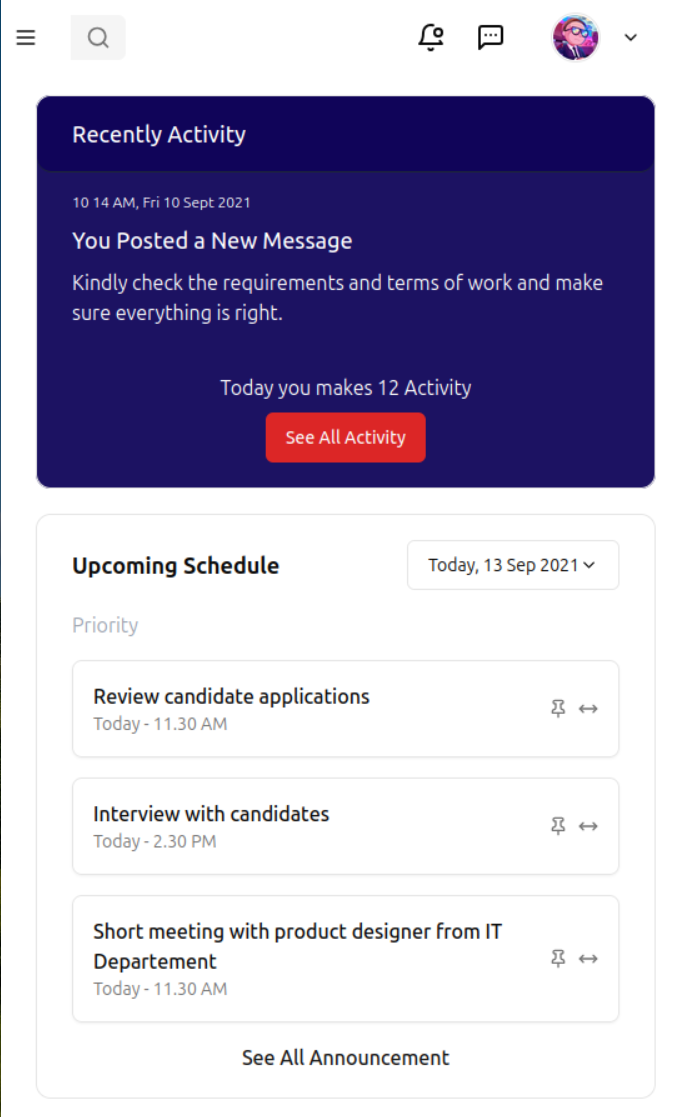 Recently Activity
10 14 AM, Fri 10 Sept 2021
You Posted a New Message
Kindly check the requirements and terms of work and make
sure everything is right.
Today you makes 12 Activity
See All Activity
Upcoming Schedule
Today, 13 Sep 2021
Priority
Review candidate applications
Today - 11.30 AM
Interview with candidates
Today - 2.30 PM
Short meeting with product designer from IT
Departement
Today - 11.30 AM
See All Announcement